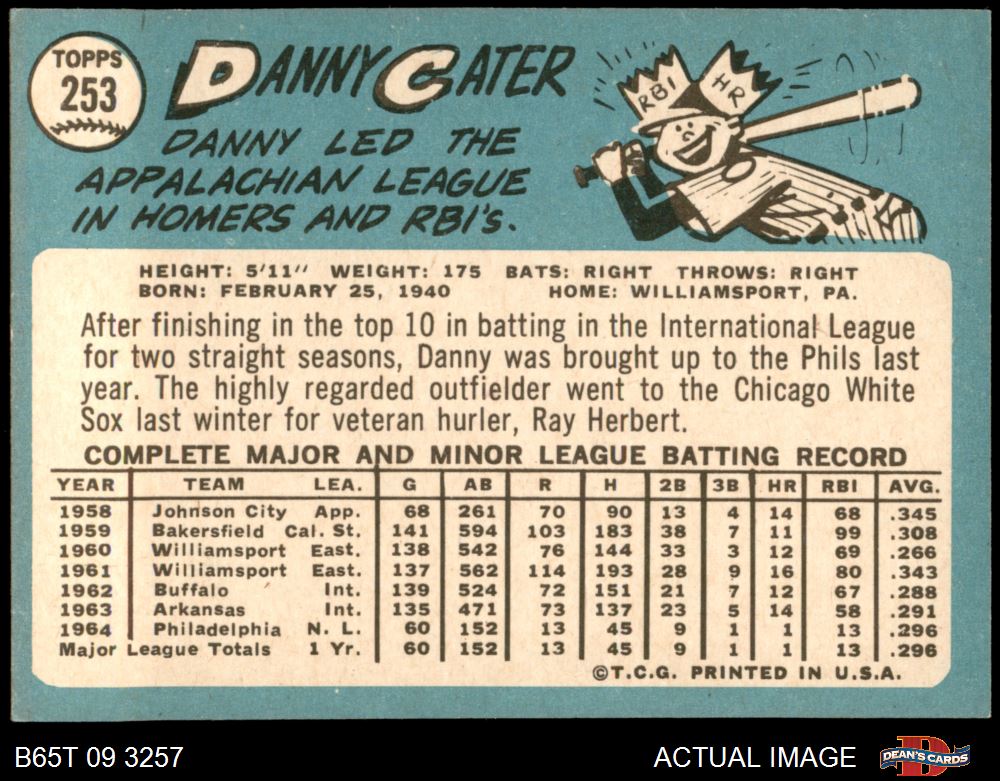 TOPPS
253
DANNY CATER
DANNY LED THE
APPALACHIAN LEAGUE
IN HOMERS AND RBI'S.
RBI HR
HEIGHT: 5'11" WEIGHT: 175 BATS: RIGHT THROWS: RIGHT
BORN: FEBRUARY 25, 1940 HOME: WILLIAMSPORT, PA.
After finishing in the top 10 in batting in the International League
for two straight seasons, Danny was brought up to the Phils last
year. The highly regarded outfielder went to the Chicago White
Sox last winter for veteran hurler, Ray Herbert.
COMPLETE MAJOR AND MINOR LEAGUE BATTING RECORD
YEAR TEAM LEA. G AB R H 2B 3B HR RBI AVG.
1958 Johnson City App. 68 261 70 90 13 4 14 68 .345
1959 Bakersfield Cal. St. 141 594 103 183 38 7 11 99 .308
1960 Williamsport East. 138 542 76 144 33 3 12 69 .266
1961 Williamsport East. 137 562 114 193 28 9 16 80 .343
1962 Buffalo Int. 139 524 72 151 21 7 12 67 .288
1963 Arkansas Int. 135 471 73 137 23 5 14 58 .291
1964 Philadelphia N. L. 60 152 13 45 9 1 1 13 .296
Major League Totals 1 Yr. 60 152 13 45 9 1 1 13 .296
©T.C.G. PRINTED IN U.S.A.
B65T 09 3257 ACTUAL IMAGE DEAN'S CARDS